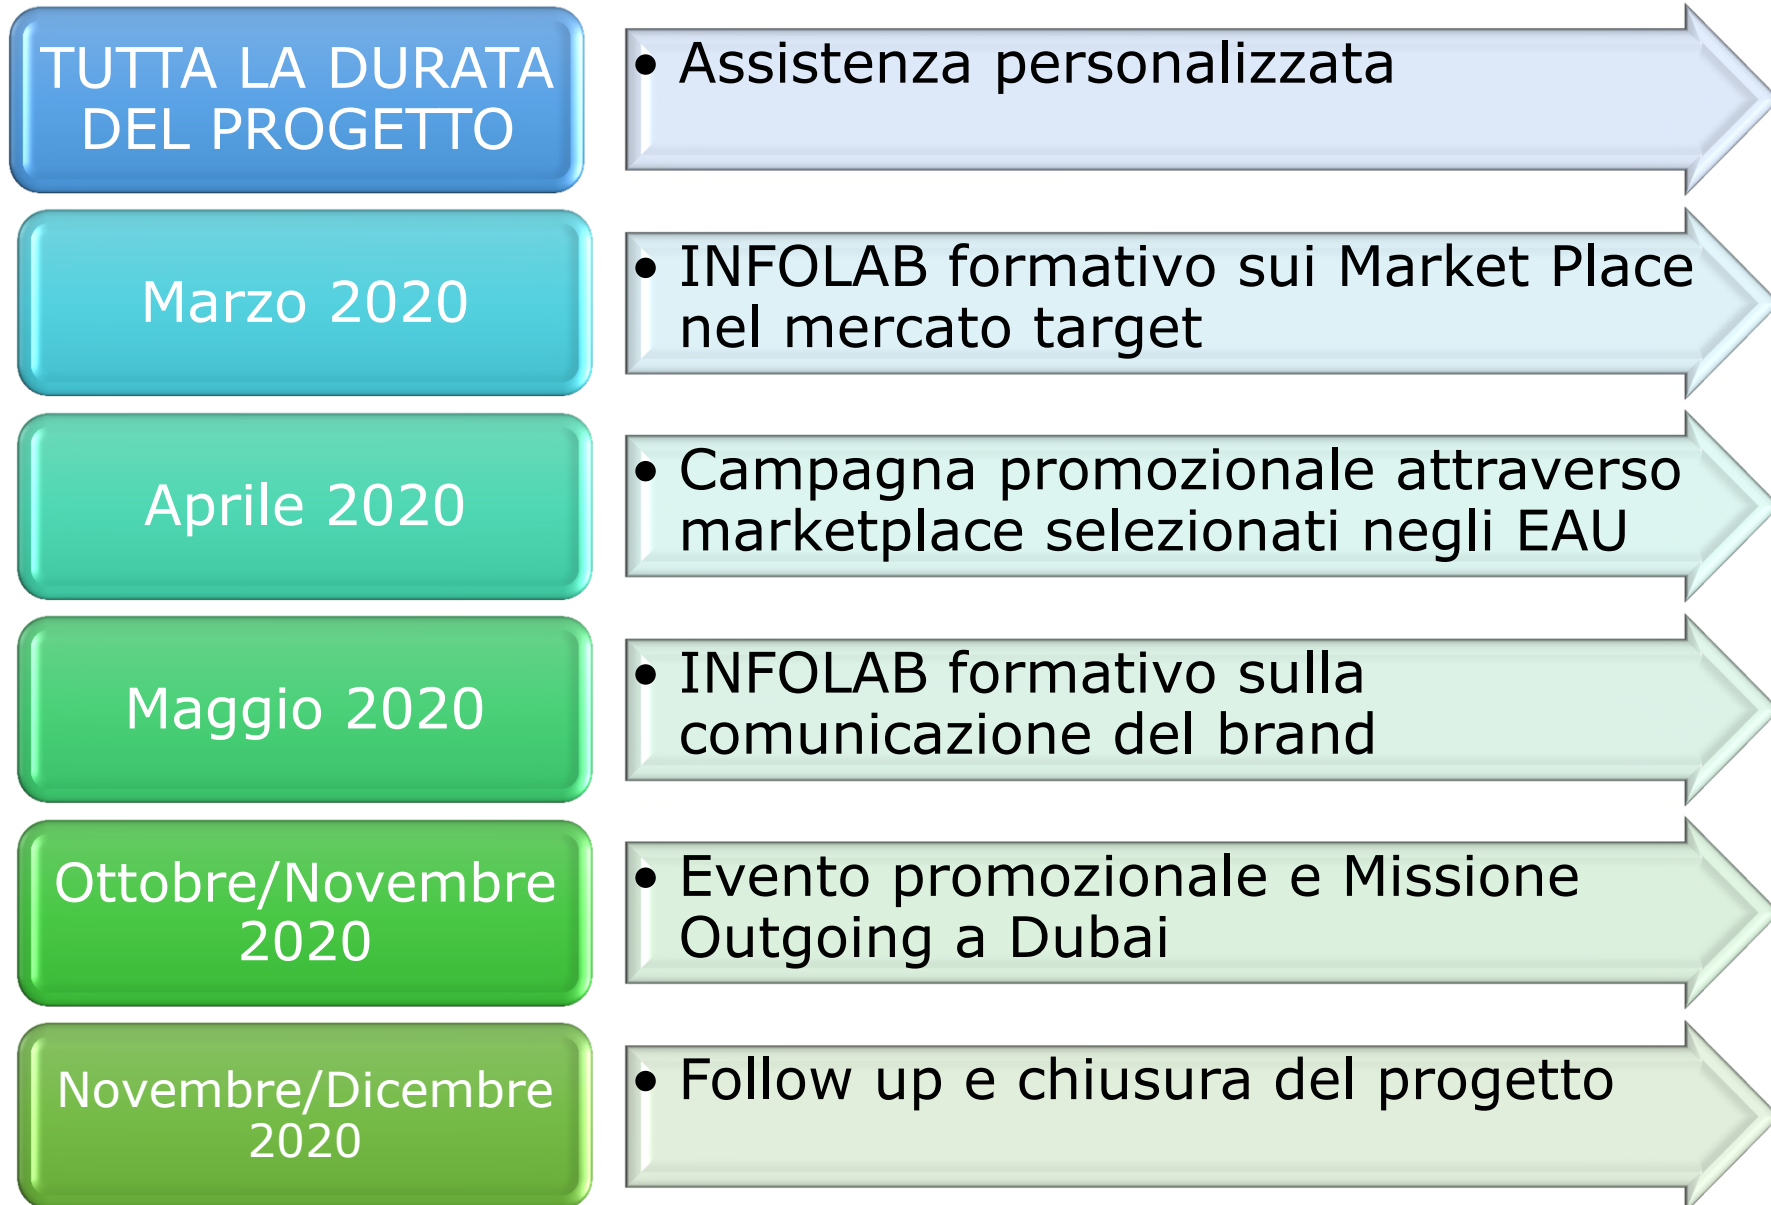 TUTTA LA DURATA
DEL PROGETTO
• Assistenza personalizzata
Marzo 2020
• INFOLAB formativo sui Market Place
nel mercato target
Aprile 2020
• Campagna promozionale attraverso
marketplace selezionati negli EAU
Maggio 2020
• INFOLAB formativo sulla
comunicazione del brand
Ottobre/Novembre
2020
• Evento promozionale e Missione
Outgoing a Dubai
Novembre/Dicembre
2020
• Follow up e chiusura del progetto